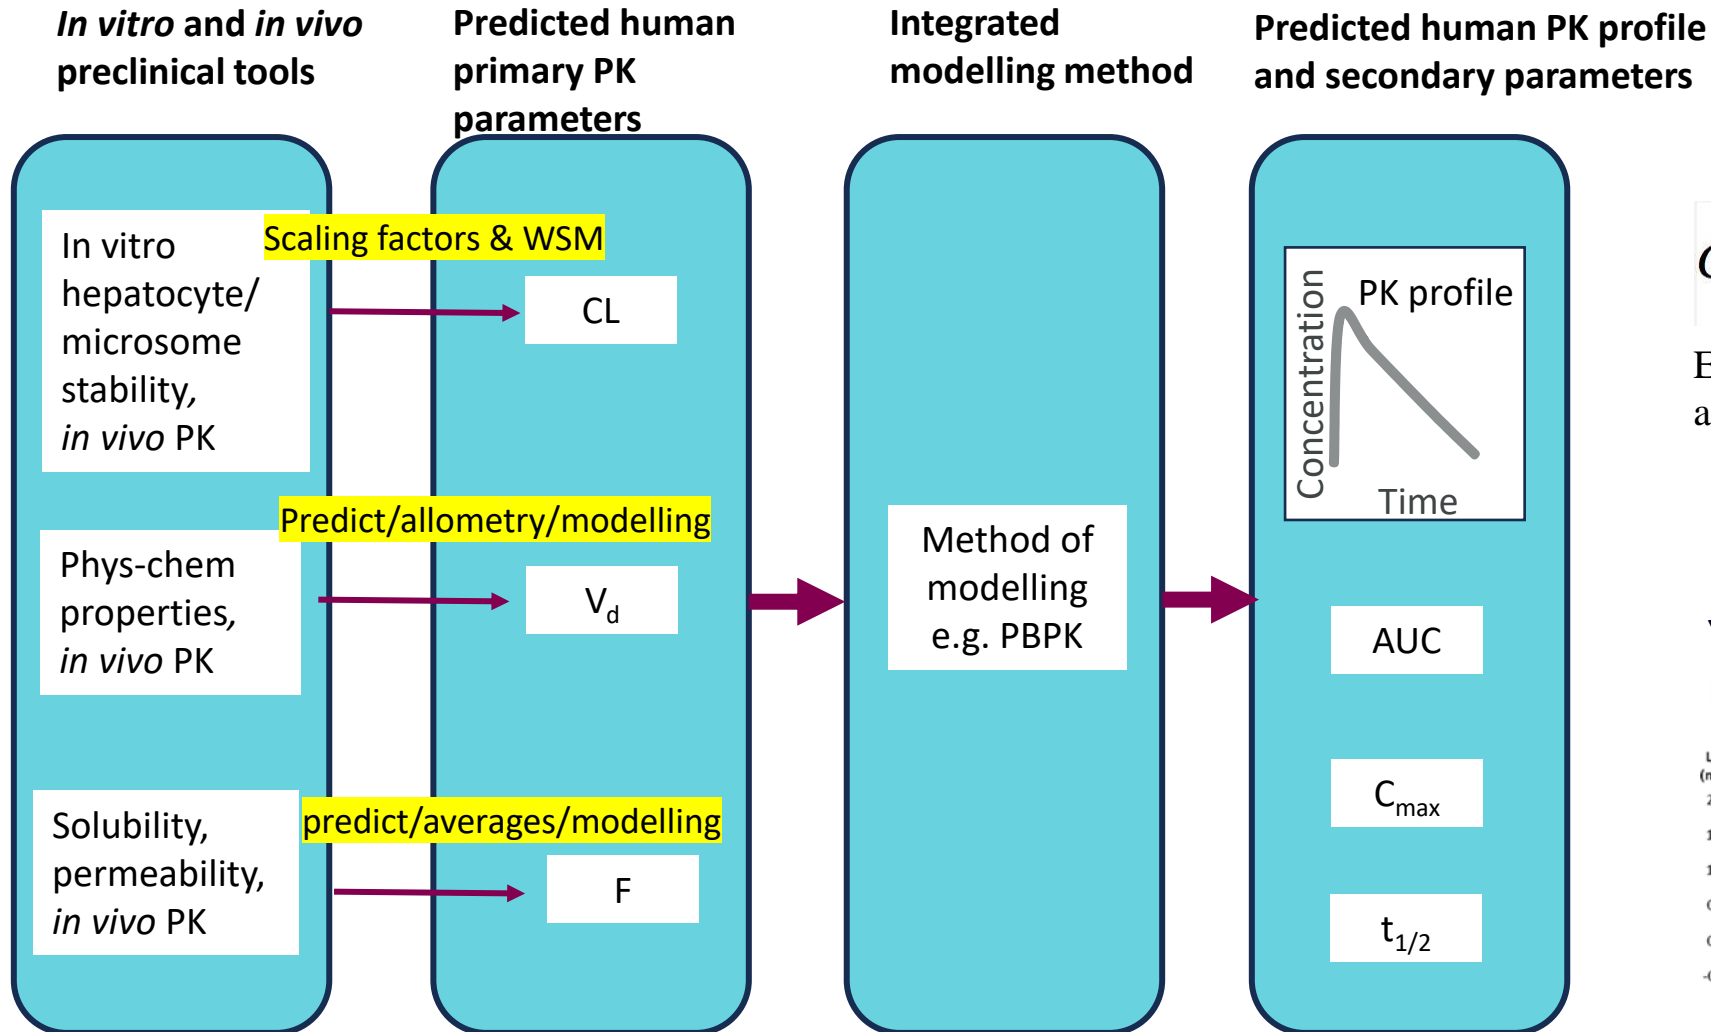 In vitro and in vivo
preclinical tools
Predicted human
primary PK
parameters
Integrated
modelling method
Predicted human PK profile
and secondary parameters
In vitro
hepatocyte/
microsome
stability,
in vivo PK
Scaling factors & WSM
CL
Phys-chem
properties,
in vivo PK
Predict/allometry/modelling
Vd
Solubility,
permeability,
in vivo PK
predict/averages/modelling
F
Method of
modelling
e.g. PBPK
PK profile
Concentration
Time
AUC
Cmax
t1/2